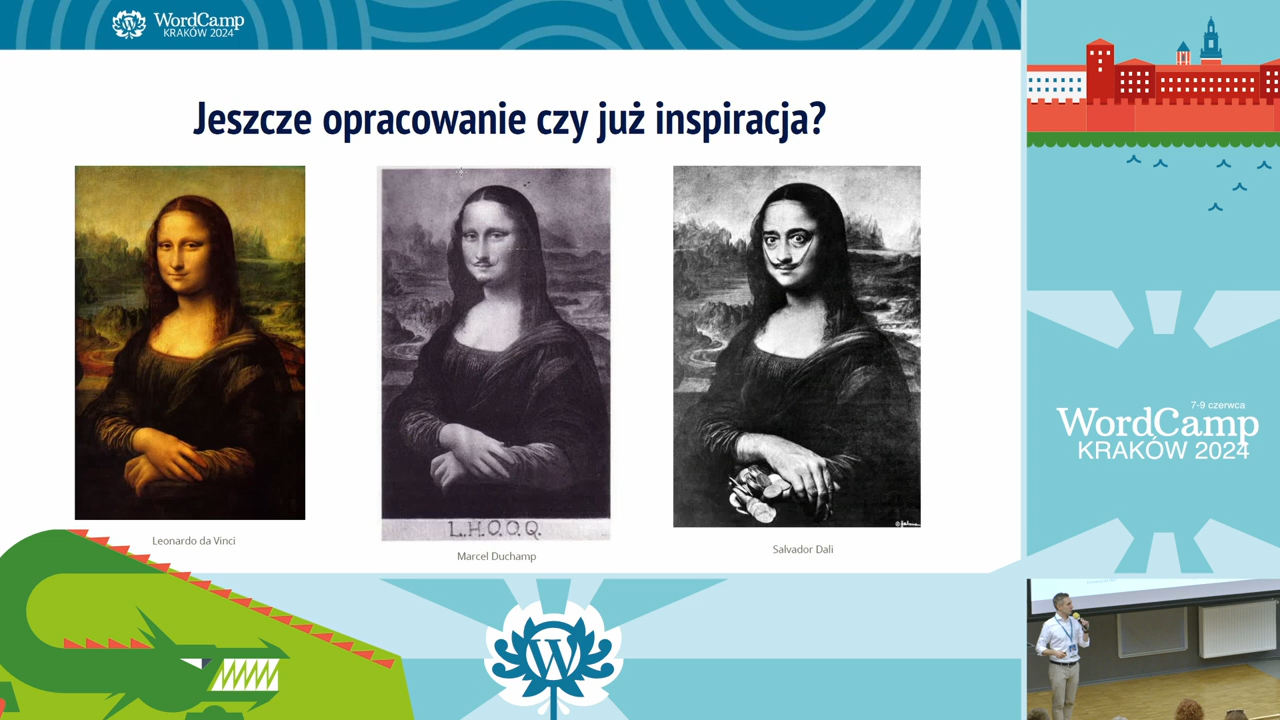 WordCamp
KRAKÓW 2024
Jeszcze opracowanie czy już inspiracja?
L.H.O.O.Q.
Leonardo da Vinci
Marcel Duchamp
Salvador Dali
7-9 czerwca
WordCamp
KRAKÓW 2024
W